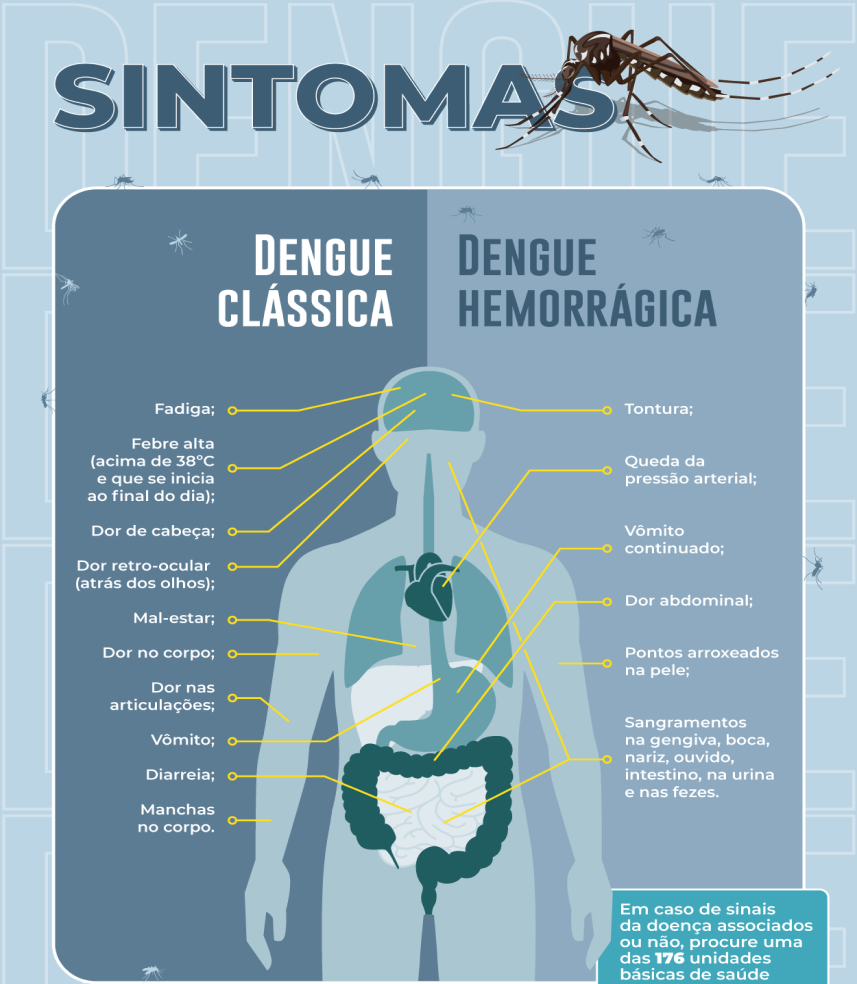 SINTOMAS
DENGUE
CLÁSSICA
Fadiga;
Febre alta
(acima de 38ºC
e que se inicia
ao final do dia);
Dor de cabeça;
Dor retro-ocular
(atrás dos olhos);
Mal-estar;
Dor no corpo;
Dor nas
articulações;
Vômito;
Diarreia;
Manchas
no corpo.
DENGUE
HEMORRÁGICA
Tontura;
Queda da
pressão arterial;
Vômito
continuado;
Dor abdominal;
Pontos arroxeados
na pele;
Sangramentos
na gengiva, boca,
nariz, ouvido,
intestino, na urina
e nas fezes.
Em caso de sinais
da doença associados
ou não, procure uma
das 176 unidades
básicas de saúde